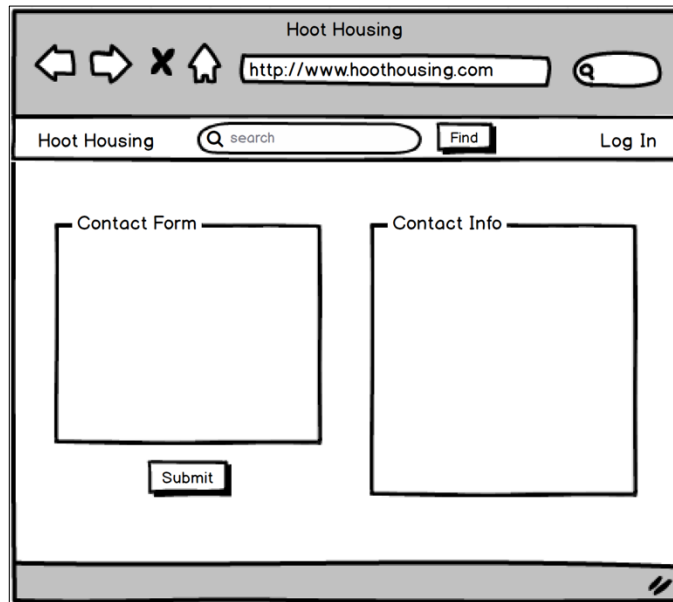 Hoot Housing
http://www.hoothousing.com
Hoot Housing search Find Log In
Contact Form Contact Info
Submit